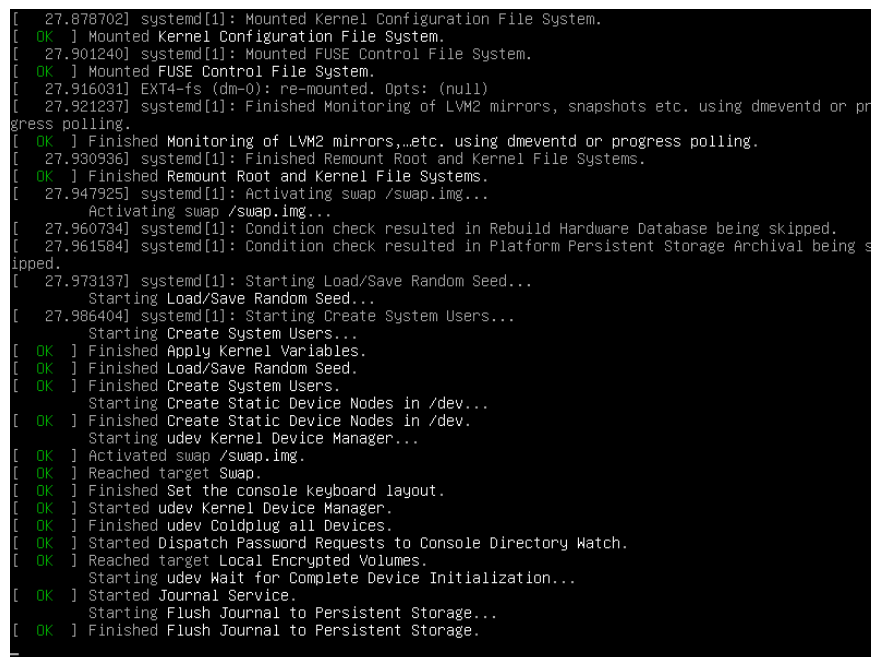 [   27.878702] systemd[1]: Mounted Kernel Configuration File System.
[  OK  ] Mounted Kernel Configuration File System.
[   27.901240] systemd[1]: Mounted FUSE Control File System.
[  OK  ] Mounted FUSE Control File System.
[   27.916031] EXT4-fs (dm-0): re-mounted. Opts: (null)
[   27.921237] systemd[1]: Finished Monitoring of LVM2 mirrors, snapshots etc. using dmeventd or pr
gress polling.
[  OK  ] Finished Monitoring of LVM2 mirrors,…etc. using dmeventd or progress polling.
[   27.930936] systemd[1]: Finished Remount Root and Kernel File Systems.
[  OK  ] Finished Remount Root and Kernel File Systems.
[   27.947925] systemd[1]: Activating swap /swap.img...
         Activating swap /swap.img...
[   27.960734] systemd[1]: Condition check resulted in Rebuild Hardware Database being skipped.
[   27.961584] systemd[1]: Condition check resulted in Platform Persistent Storage Archival being s
ipped.
[   27.973137] systemd[1]: Starting Load/Save Random Seed...
         Starting Load/Save Random Seed...
[   27.986404] systemd[1]: Starting Create System Users...
         Starting Create System Users...
[  OK  ] Finished Apply Kernel Variables.
[  OK  ] Finished Load/Save Random Seed.
[  OK  ] Finished Create System Users.
         Starting Create Static Device Nodes in /dev...
[  OK  ] Finished Create Static Device Nodes in /dev.
         Starting udev Kernel Device Manager...
[  OK  ] Activated swap /swap.img.
[  OK  ] Reached target Swap.
[  OK  ] Finished Set the console keyboard layout.
[  OK  ] Started udev Kernel Device Manager.
[  OK  ] Finished udev Coldplug all Devices.
[  OK  ] Started Dispatch Password Requests to Console Directory Watch.
[  OK  ] Reached target Local Encrypted Volumes.
         Starting udev Wait for Complete Device Initialization...
[  OK  ] Started Journal Service.
         Starting Flush Journal to Persistent Storage...
[  OK  ] Finished Flush Journal to Persistent Storage.